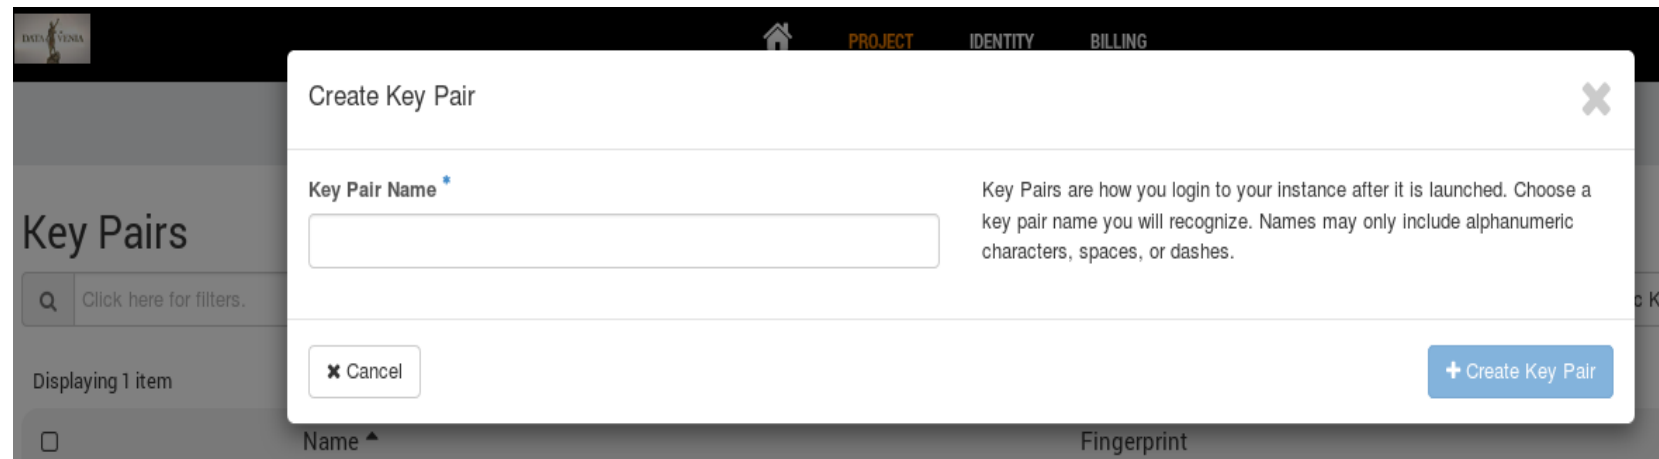 DATA VENIA
PROJECT IDENTITY BILLING
Create Key Pair
Key Pair Name *
Key Pairs are how you login to your instance after it is launched. Choose a
key pair name you will recognize. Names may only include alphanumeric
characters, spaces, or dashes.
Key Pairs
Click here for filters.
c K
Cancel
+ Create Key Pair
Displaying 1 item
Name
Fingerprint